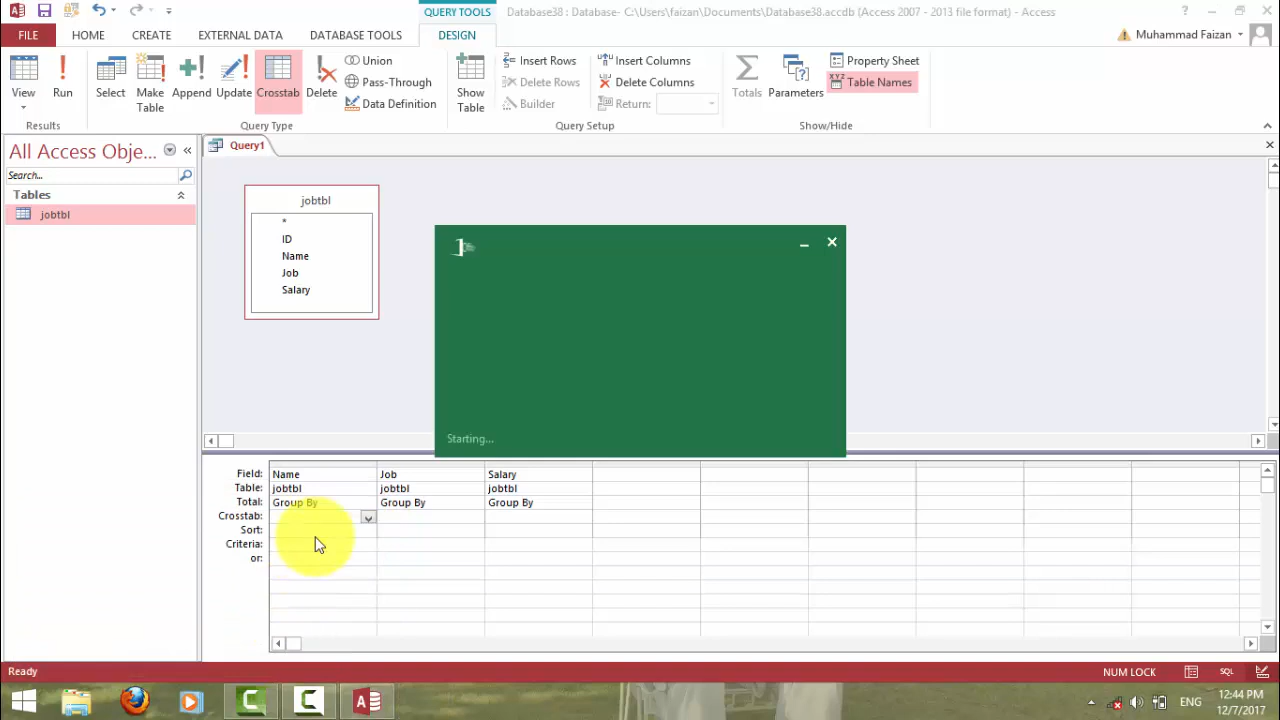 QUERY TOOLS
Database38 : Database- C:\Users\faizan\Documents\Database38.accdb (Access 2007 - 2013 file format) - Access
FILE HOME CREATE EXTERNAL DATA DATABASE TOOLS DESIGN
Muhammad Faizan
View
Run
Select
Make Table
Append
Update
Crosstab
Delete
Union
Pass-Through
Data Definition
Show Table
Insert Rows
Delete Rows
Builder
Insert Columns
Delete Columns
Return:
Totals
Parameters
Property Sheet
XYZ Table Names
Results
Query Type
Query Setup
Show/Hide
All Access Obje...
Search...
Tables
jobtbl
Query1
jobtbl
*
ID
Name
Job
Salary
Starting...
Field: Name Job Salary
Table: jobtbl jobtbl jobtbl
Total: Group By Group By Group By
Crosstab:
Sort:
Criteria:
or:
Ready
NUM LOCK
SQL
ENG
12:44 PM
12/7/2017